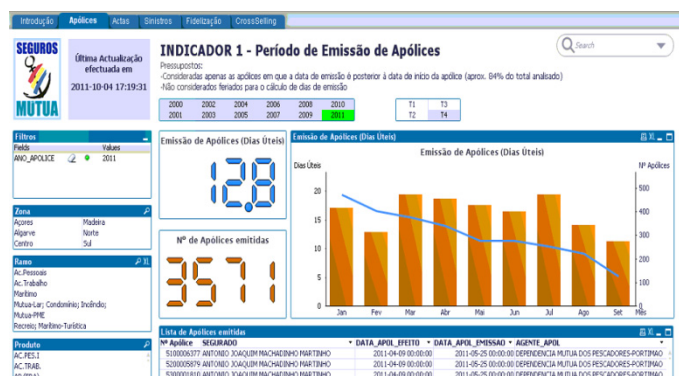 Introdução Apólices Actas Sinistros Fidelização CrossSelling
SEGUROS
MÚTUA
Última Actualização
efectuada em
2011-10-04 17:19:31
INDICADOR 1 - Período de Emissão de Apólices
Search
Pressupostos:
-Consideradas apenas as apólices em que a data de emissão é posterior à data de início da apólice (aprox. 84% do total analisado)
-Não considerados feriados para o cálculo de dias de emissão
2000 2002 2004 2006 2008 2010
2001 2003 2005 2007 2009 2011
T1 T3
T2 T4
Filtros
Fields Values
ANO_APOLICE 2011
Zona
Açores Madeira
Algarve Norte
Centro Sul
Ramo
Ac.Pessoais
Ac.Trabalho
Marítimo
Mutua-Lar; Condomínio; Incêndio;
Mutua-PME
Recreio; Marítimo-Turística
Produto
AC.PES.I
AC.TRAB.
Emissão de Apólices (Dias Úteis)
12,8
Nº de Apólices emitidas
3571
Emissão de Apólices (Dias Úteis)
XL
Emissão de Apólices (Dias Úteis)
Dias Úteis
Nº Apólices
20
15
10
5
0
500
400
300
200
100
0
Jan Fev Mar Abr Mai Jun Jul Ago Set Mês
Lista de Apólices emitidas
XL
Nº Apólice SEGURADO DATA_APOL_EFEITO DATA_APOL_EMISSAO AGENTE_APOL
5100006377 ANTONIO JOAQUIM MACHADINHO MARTINHO 2011-04-09 00:00:00 2011-05-25 00:00:00 DEPENDENCIA MUTUA DOS PESCADORES-PORTIMAO
5200005879 ANTONIO JOAQUIM MACHADINHO MARTINHO 2011-04-09 00:00:00 2011-05-25 00:00:00 DEPENDENCIA MUTUA DOS PESCADORES-PORTIMAO